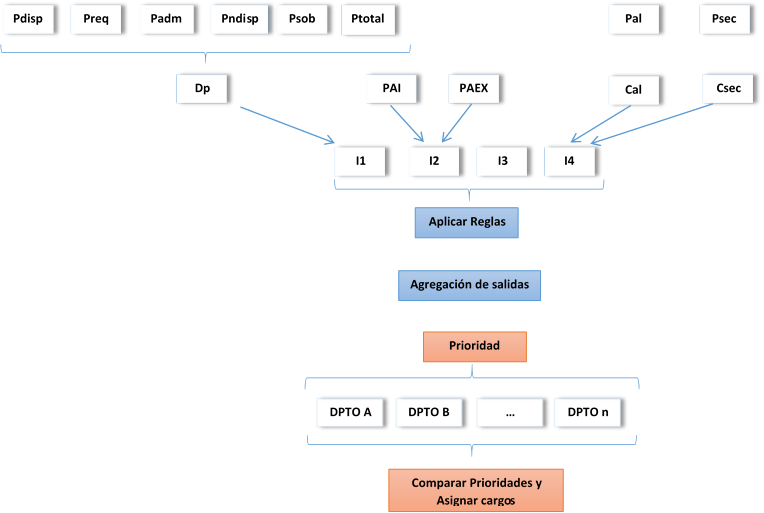 Pdisp Preq Padm Pndisp Psob Ptotal Pal Psec
Dp PAI PAEX Cal Csec
I1 I2 I3 I4
Aplicar Reglas
Agregación de salidas
Prioridad
DPTO A DPTO B ... DPTO n
Comparar Prioridades y
Asignar cargos